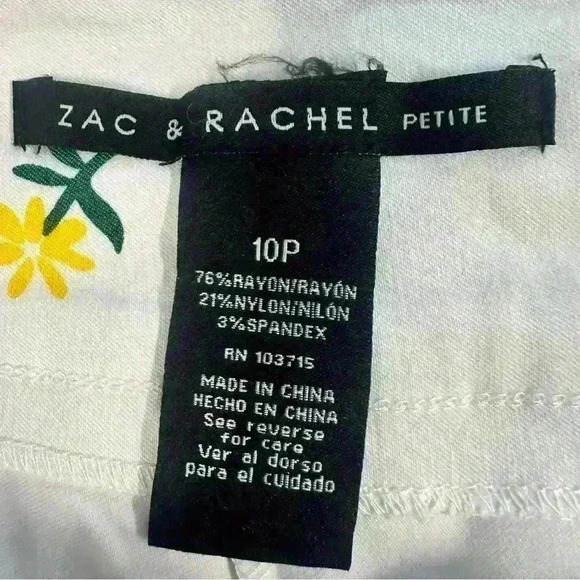 ZAC & RACHEL PETITE
10P
76%RAYON/RAYÓN
21%NYLON/NILÓN
3%SPANDEX
RN 103715
MADE IN CHINA
HECHO EN CHINA
See reverse
for care
Ver al dorso
para el cuidado